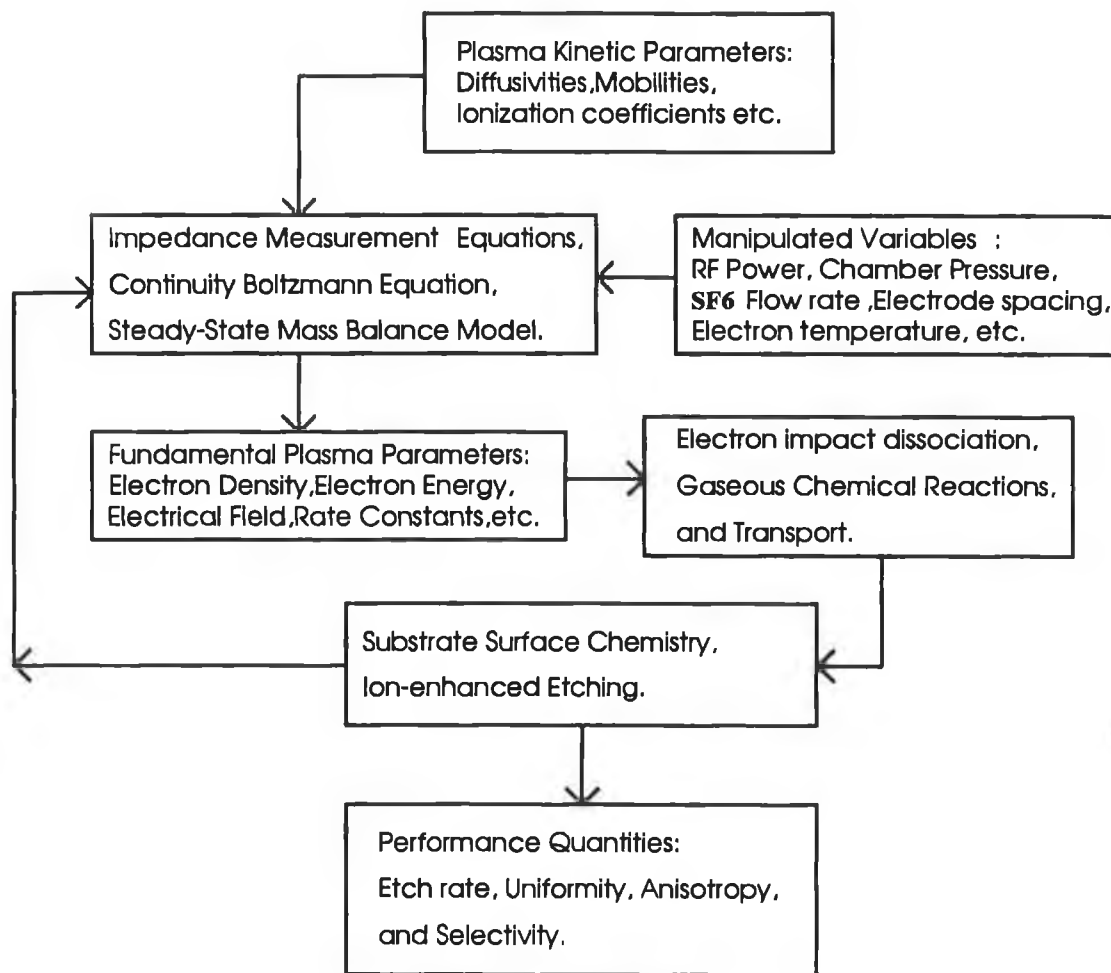 Plasma Kinetic Parameters:
Diffusivities,Mobilities,
Ionization coefficients etc.
Impedance Measurement Equations,
Continuity Boltzmann Equation,
Steady-State Mass Balance Model.
Manipulated Variables :
RF Power, Chamber Pressure,
SF6 Flow rate ,Electrode spacing,
Electron temperature, etc.
Fundamental Plasma Parameters:
Electron Density,Electron Energy,
Electrical Field,Rate Constants,etc.
Electron impact dissociation,
Gaseous Chemical Reactions,
and Transport.
Substrate Surface Chemistry,
Ion-enhanced Etching.
Performance Quantities:
Etch rate, Uniformity, Anisotropy,
and Selectivity.